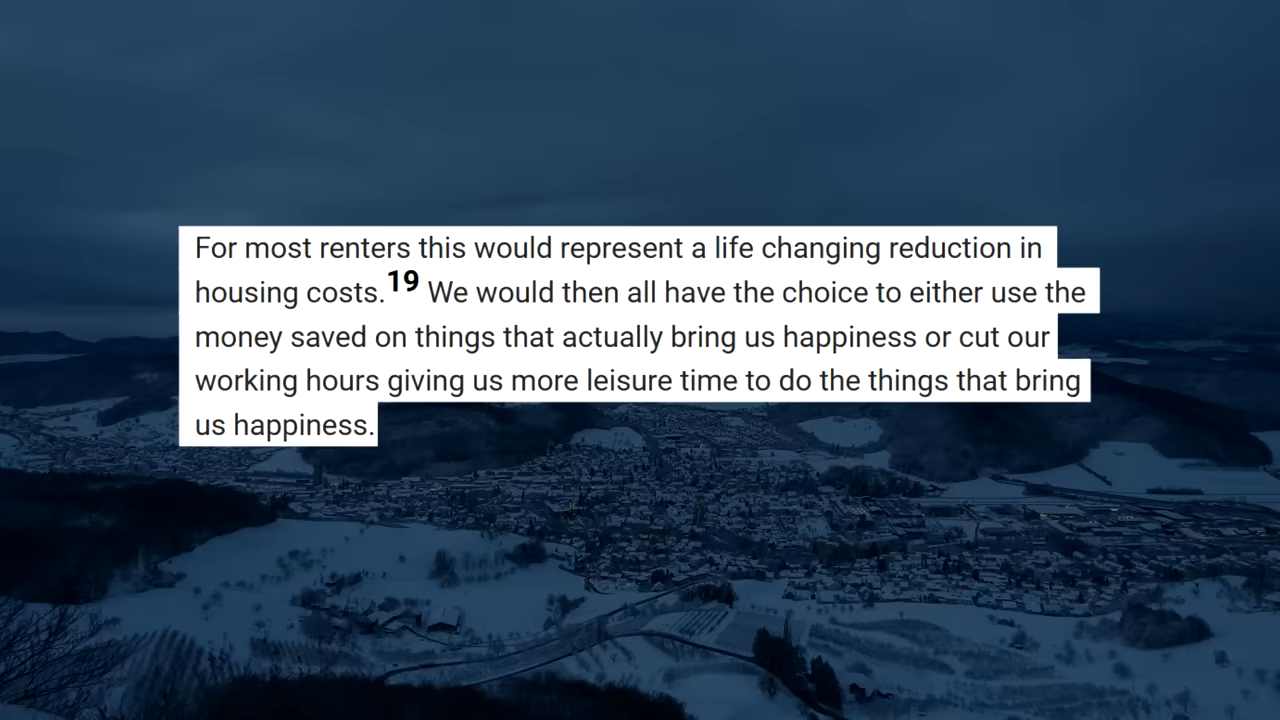 For most renters this would represent a life changing reduction in
housing costs.19 We would then all have the choice to either use the
money saved on things that actually bring us happiness or cut our
working hours giving us more leisure time to do the things that bring
us happiness.